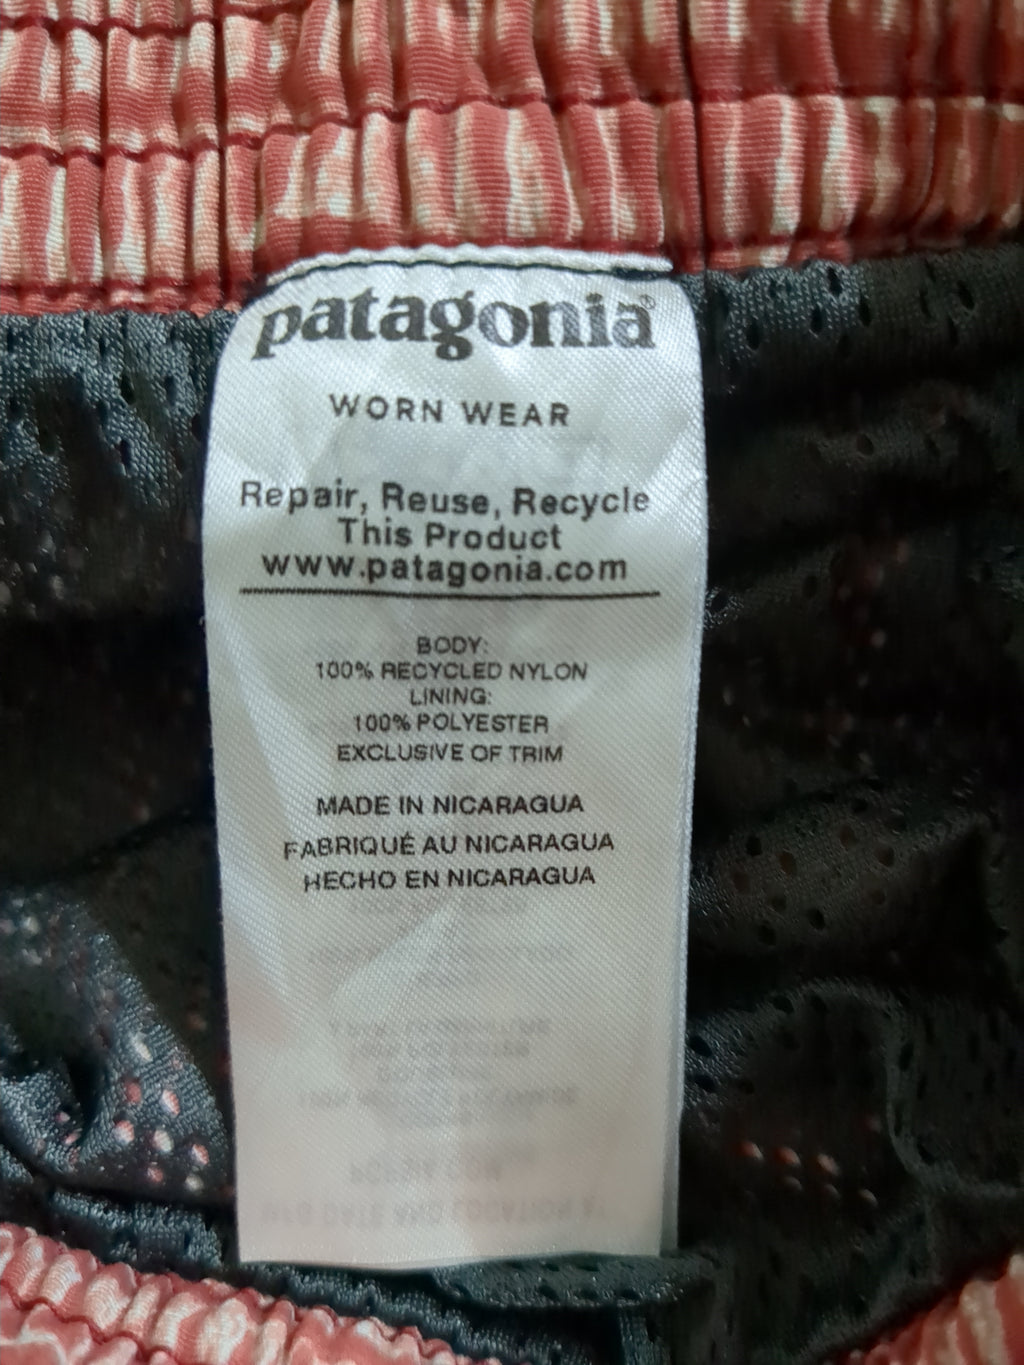 patagonia®
WORN WEAR
Repair, Reuse, Recycle
This Product
www.patagonia.com
BODY:
100% RECYCLED NYLON
LINING:
100% POLYESTER
EXCLUSIVE OF TRIM
MADE IN NICARAGUA
FABRIQUÉ AU NICARAGUA
HECHO EN NICARAGUA